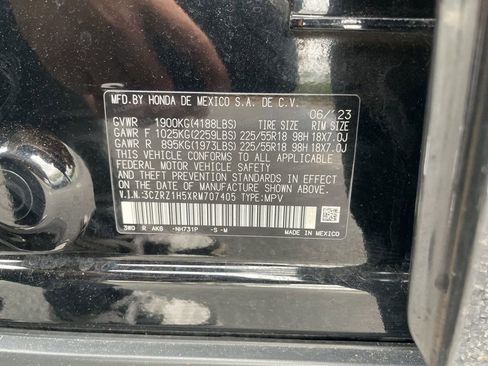 MFD.BY HONDA DE MEXICO S.A. DE C.V.
06/23
GVWR 1900KG(4188LBS) TIRE SIZE RIM SIZE
GAWR F 1025KG(2259LBS) 225/55R18 98H 18X7.0J
GAWR R 895KG(1973LBS) 225/55R18 98H 18X7.0J
THIS VEHICLE CONFORMS TO ALL APPLICABLE
FEDERAL MOTOR VEHICLE SAFETY
AND THEFT PREVENTION STANDARDS IN EFFECT
ON THE DATE OF MANUFACTURE SHOWN ABOVE.
V.I.N.:3CZRZ1H5XRM707405 TYPE:MPV
3W0 R AK6 -NH731P -S-M
MADE IN MEXICO